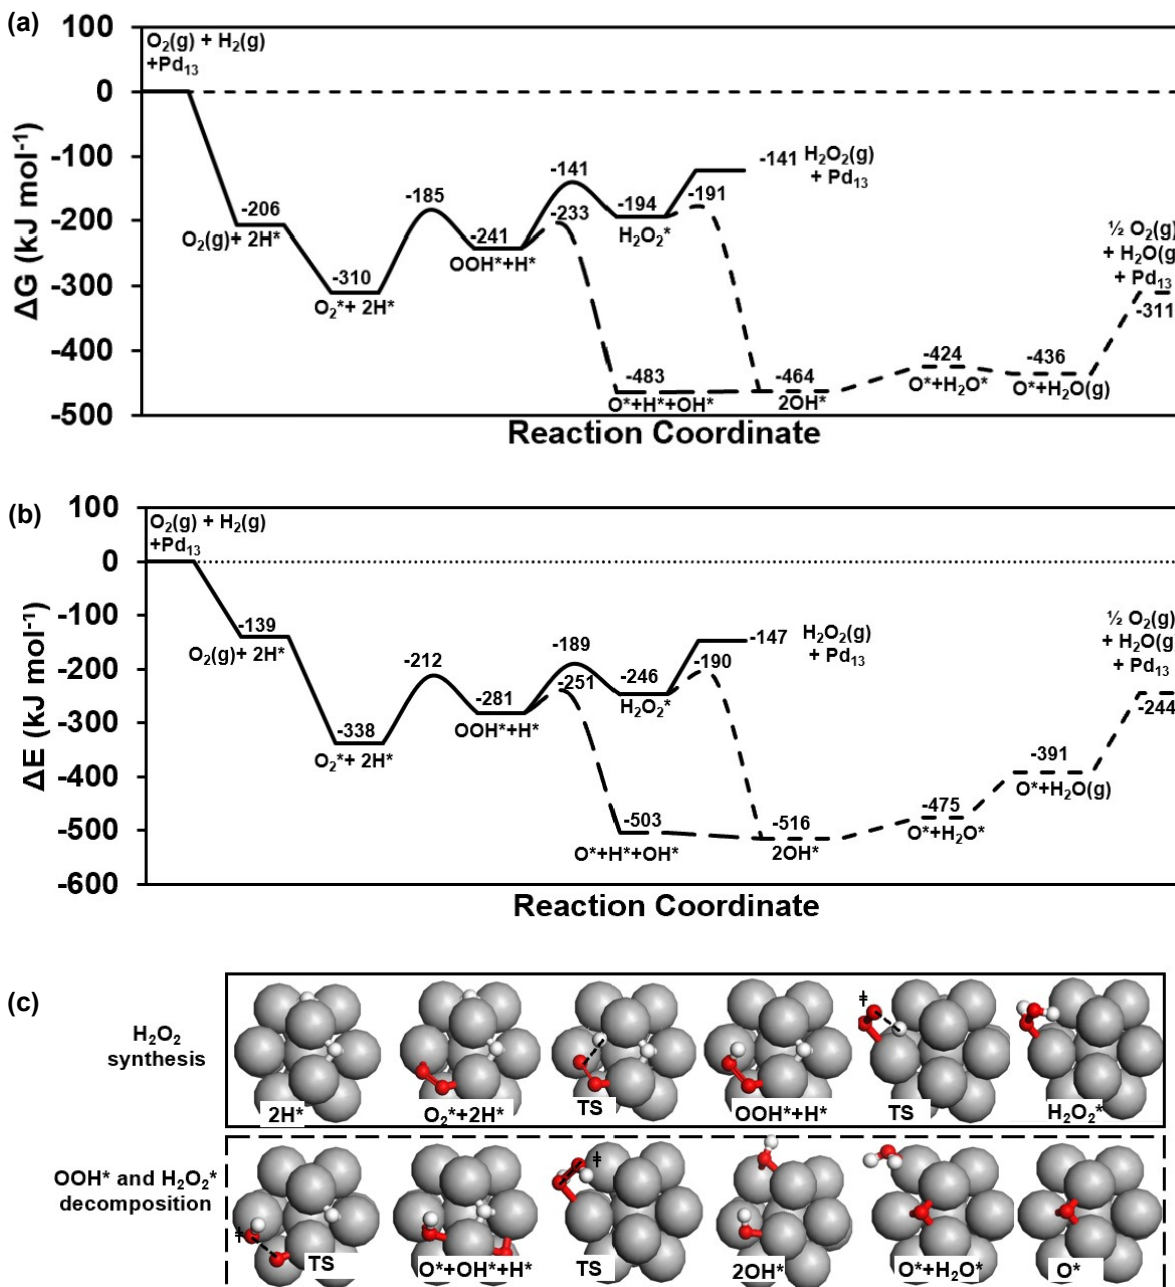 (a)
100
0
-100
-200
-300
-400
-500
ΔG (kJ mol⁻¹)
O₂(g) + H₂(g)
+Pd₁₃
-206
O₂(g)+ 2H*
-310
O₂*+ 2H*
-185
-241
OOH*+H*
-141
-233
-194
H₂O₂*
-191
-141
H₂O₂(g)
+ Pd₁₃
-483
O*+H*+OH*
-464
2OH*
-424
O*+H₂O*
-436
O*+H₂O(g)
½ O₂(g)
+ H₂O(g
+ Pd₁₃
-311
Reaction Coordinate
(b)
100
0
-100
-200
-300
-400
-500
-600
ΔE (kJ mol⁻¹)
O₂(g) + H₂(g)
+Pd₁₃
-139
O₂(g)+ 2H*
-338
O₂*+ 2H*
-212
-281
OOH*+H*
-189
-251
-246
H₂O₂*
-190
-147
H₂O₂(g)
+ Pd₁₃
-503
O*+H*+OH*
-516
2OH*
-475
O*+H₂O*
-391
O*+H₂O(g)
½ O₂(g)
+ H₂O(g
+ Pd₁₃
-244
Reaction Coordinate
(c)
H₂O₂
synthesis
2H*
O₂*+2H*
TS
OOH*+H*
‡
TS
H₂O₂*
OOH* and H₂O₂*
decomposition
‡
TS
O*+OH*+H*
‡
TS
2OH*
O*+H₂O*
O*